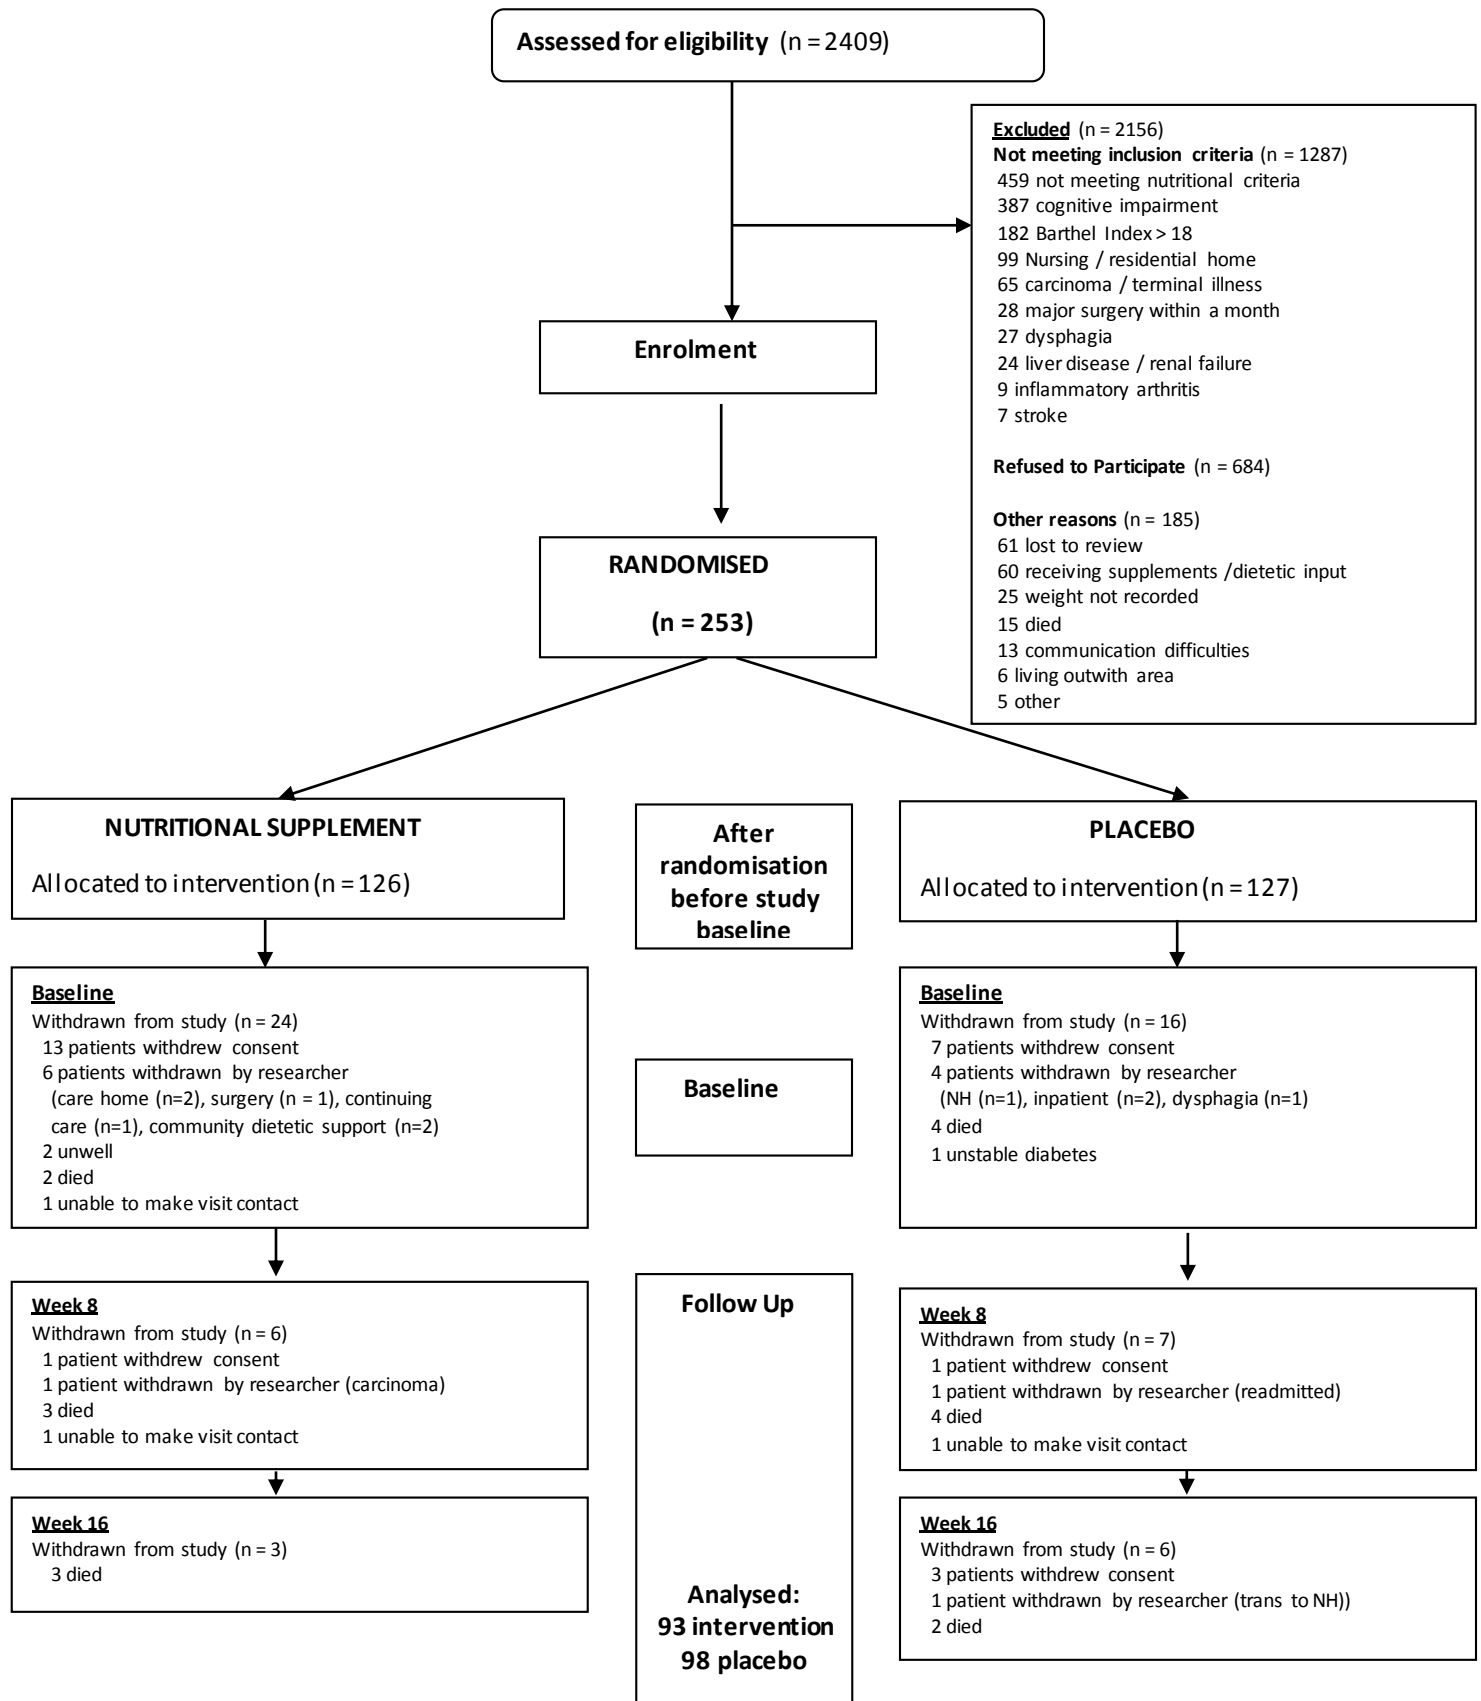 Assessed for eligibility (n = 2409)
Excluded (n = 2156)
Not meeting inclusion criteria (n = 1287)
459 not meeting nutritional criteria
387 cognitive impairment
182 Barthel Index > 18
99 Nursing / residential home
65 carcinoma / terminal illness
28 major surgery within a month
27 dysphagia
24 liver disease / renal failure
9 inflammatory arthritis
7 stroke
Refused to Participate (n = 684)
Other reasons (n = 185)
61 lost to review
60 receiving supplements /dietetic input
25 weight not recorded
15 died
13 communication difficulties
6 living outwith area
5 other
Enrolment
RANDOMISED
(n = 253)
NUTRITIONAL SUPPLEMENT
Allocated to intervention (n = 126)
After
randomisation
before study
baseline
PLACEBO
Allocated to intervention (n = 127)
Baseline
Withdrawn from study (n = 24)
13 patients withdrew consent
6 patients withdrawn by researcher
(care home (n=2), surgery (n = 1), continuing
care (n=1), community dietetic support (n=2)
2 unwell
2 died
1 unable to make visit contact
Baseline
Baseline
Withdrawn from study (n = 16)
7 patients withdrew consent
4 patients withdrawn by researcher
(NH (n=1), inpatient (n=2), dysphagia (n=1)
4 died
1 unstable diabetes
Week 8
Withdrawn from study (n = 6)
1 patient withdrew consent
1 patient withdrawn by researcher (carcinoma)
3 died
1 unable to make visit contact
Follow Up
Week 8
Withdrawn from study (n = 7)
1 patient withdrew consent
1 patient withdrawn by researcher (readmitted)
4 died
1 unable to make visit contact
Week 16
Withdrawn from study (n = 3)
3 died
Analysed:
93 intervention
98 placebo
Week 16
Withdrawn from study (n = 6)
3 patients withdrew consent
1 patient withdrawn by researcher (trans to NH))
2 died